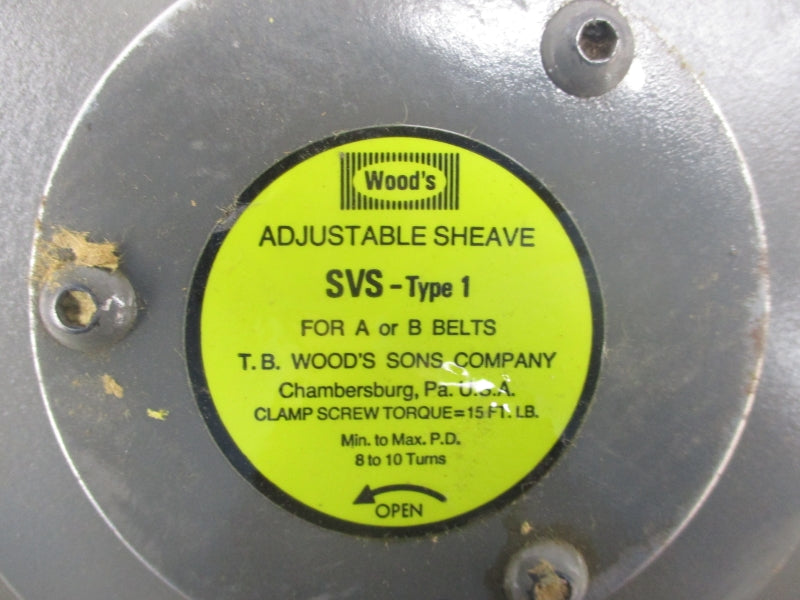 Wood's
ADJUSTABLE SHEAVE
SVS - Type 1
FOR A or B BELTS
T. B. WOOD'S SONS COMPANY
Chambersburg, Pa. U.S.A.
CLAMP SCREW TORQUE = 15 FT. LB.
Min. to Max. P.D.
8 to 10 Turns
OPEN